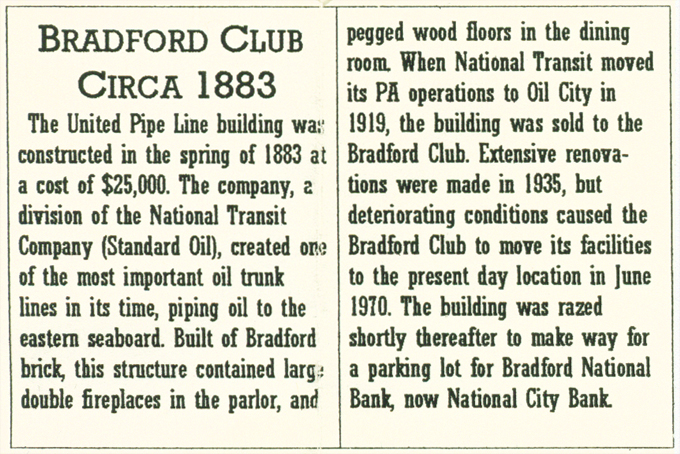 BRADFORD CLUB
CIRCA 1883
The United Pipe Line building was
constructed in the spring of 1883 at
a cost of $25,000. The company, a
division of the National Transit
Company (Standard Oil), created one
of the most important oil trunk
lines in its time, piping oil to the
eastern seaboard. Built of Bradford
brick, this structure contained large
double fireplaces in the parlor, and
pegged wood floors in the dining
room. When National Transit moved
its PA operations to Oil City in
1919, the building was sold to the
Bradford Club. Extensive renova-
tions were made in 1935, but
deteriorating conditions caused the
Bradford Club to move its facilities
to the present day location in June
1970. The building was razed
shortly thereafter to make way for
a parking lot for Bradford National
Bank, now National City Bank.